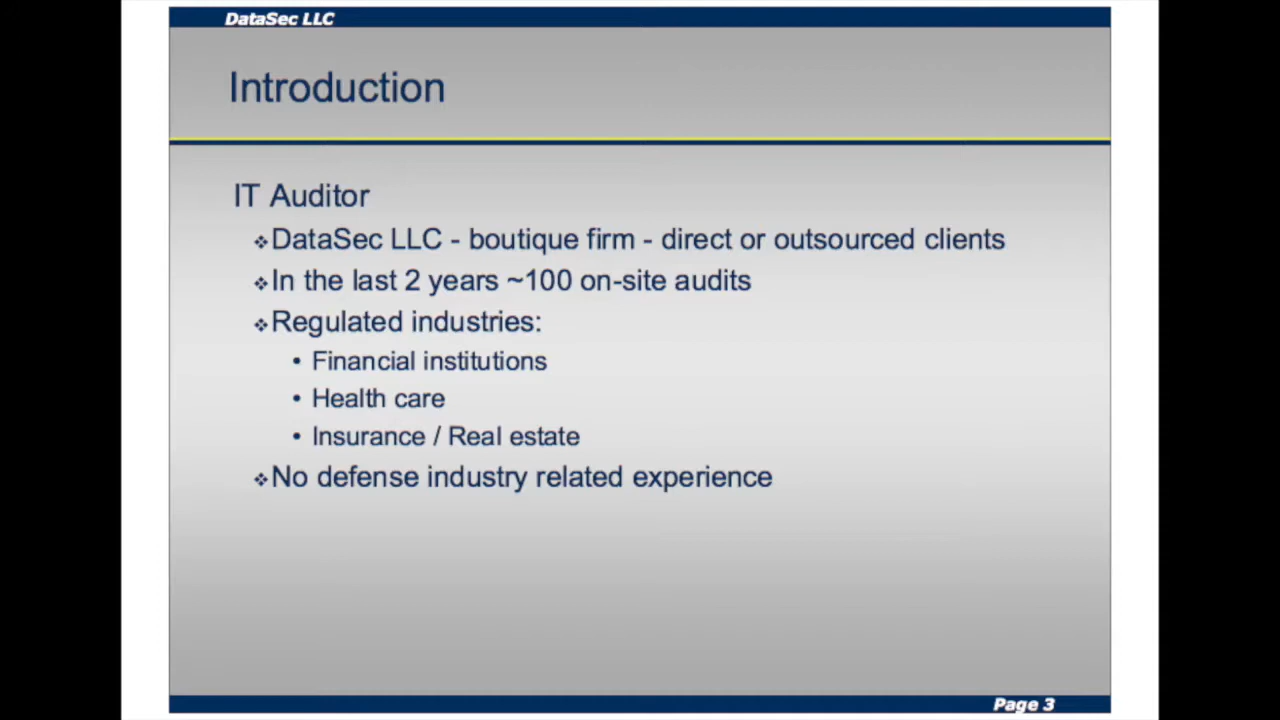 DataSec LLC
Introduction
IT Auditor
❖DataSec LLC - boutique firm - direct or outsourced clients
❖In the last 2 years ~100 on-site audits
❖Regulated industries:
• Financial institutions
• Health care
• Insurance / Real estate
❖No defense industry related experience
Page 3